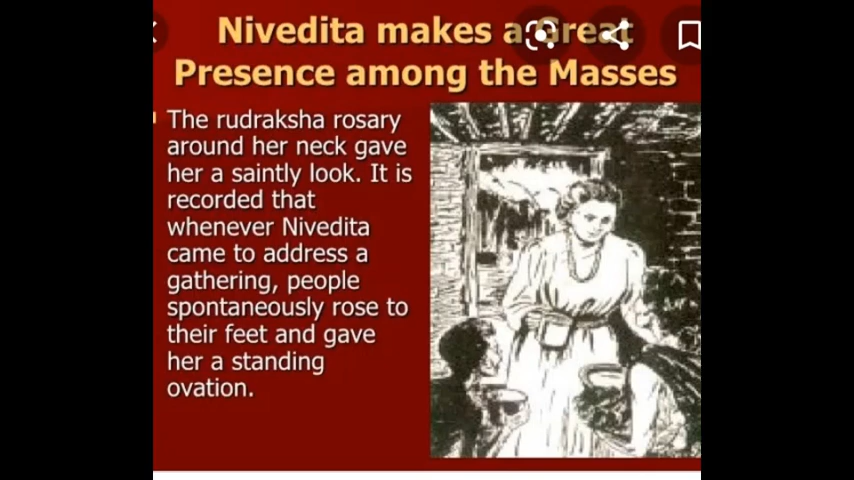 Nivedita makes a Great
Presence among the Masses
The rudraksha rosary
around her neck gave
her a saintly look. It is
recorded that
whenever Nivedita
came to address a
gathering, people
spontaneously rose to
their feet and gave
her a standing
ovation.